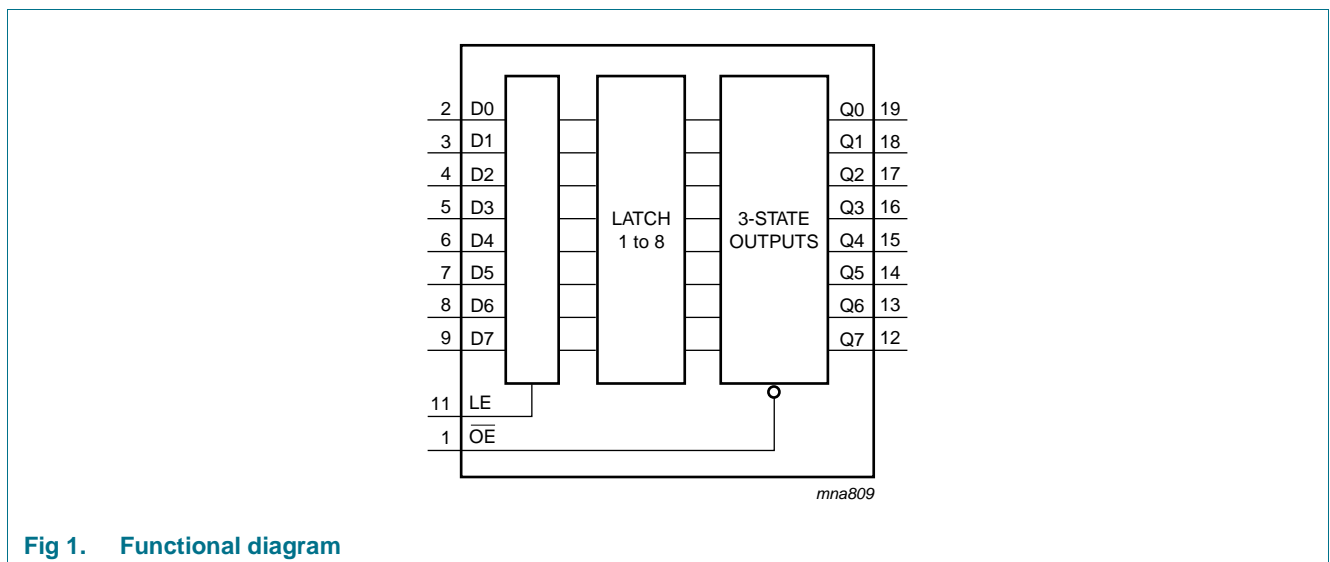 2 D0 Q0 19
3 D1 Q1 18
4 D2 Q2 17
5 D3 LATCH 3-STATE Q3 16
6 D4 1 to 8 OUTPUTS Q4 15
7 D5 Q5 14
8 D6 Q6 13
9 D7 Q7 12
11 LE
1 O̅E̅
mna809
Fig 1. Functional diagram